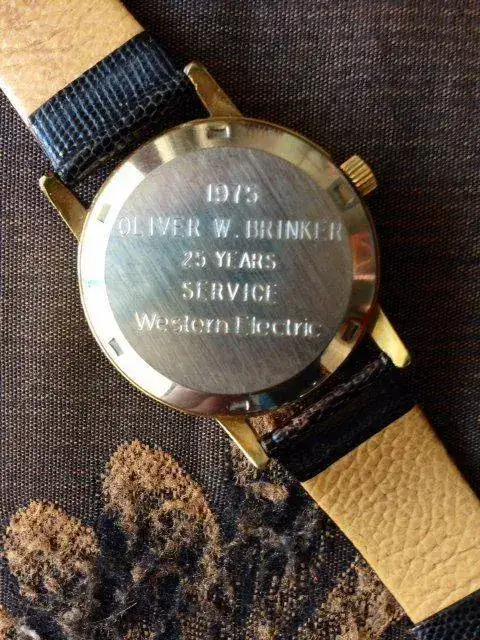 1975
OLIVER W. BRINKER
25 YEARS
SERVICE
Western Electric